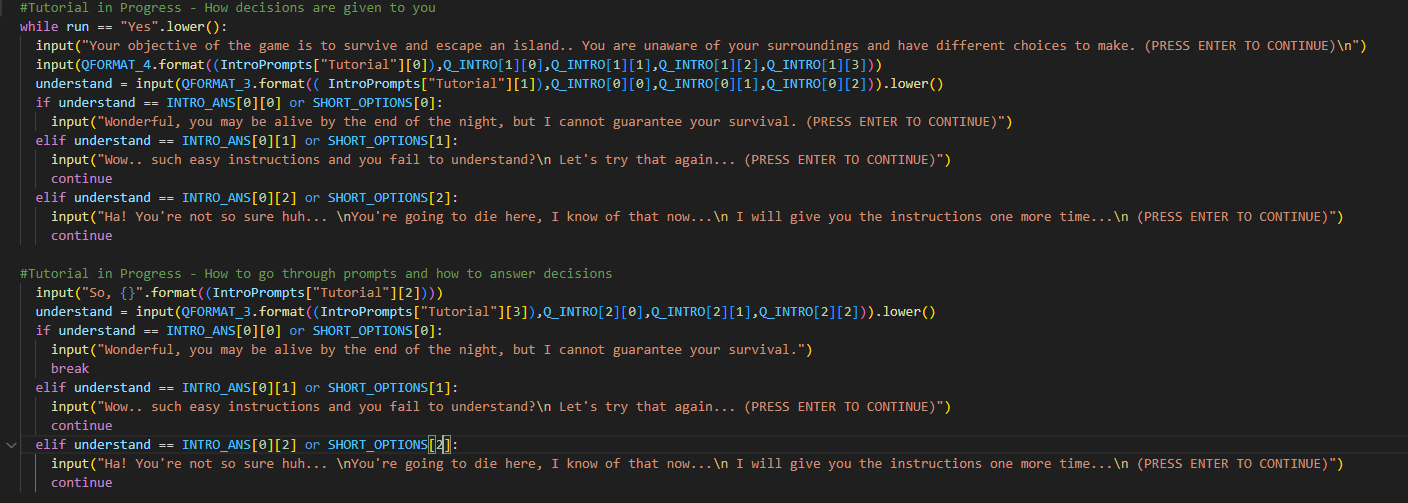 #Tutorial in Progress - How decisions are given to you
while run == "Yes".lower():
  input("Your objective of the game is to survive and escape an island.. You are unaware of your surroundings and have different choices to make. (PRESS ENTER TO CONTINUE)\n")
  input(QFORMAT_4.format((IntroPrompts["Tutorial"][0]),Q_INTRO[1][0],Q_INTRO[1][1],Q_INTRO[1][2],Q_INTRO[1][3]))
  understand = input(QFORMAT_3.format(( IntroPrompts["Tutorial"][1]),Q_INTRO[0][0],Q_INTRO[0][1],Q_INTRO[0][2])).lower()
  if understand == INTRO_ANS[0][0] or SHORT_OPTIONS[0]:
    input("Wonderful, you may be alive by the end of the night, but I cannot guarantee your survival. (PRESS ENTER TO CONTINUE)")
  elif understand == INTRO_ANS[0][1] or SHORT_OPTIONS[1]:
    input("Wow.. such easy instructions and you fail to understand?\n Let's try that again... (PRESS ENTER TO CONTINUE)")
    continue
  elif understand == INTRO_ANS[0][2] or SHORT_OPTIONS[2]:
    input("Ha! You're not so sure huh... \nYou're going to die here, I know of that now...\n I will give you the instructions one more time...\n (PRESS ENTER TO CONTINUE)")
    continue
#Tutorial in Progress - How to go through prompts and how to answer decisions
  input("So, {}".format((IntroPrompts["Tutorial"][2])))
  understand = input(QFORMAT_3.format((IntroPrompts["Tutorial"][3]),Q_INTRO[2][0],Q_INTRO[2][1],Q_INTRO[2][2])).lower()
  if understand == INTRO_ANS[0][0] or SHORT_OPTIONS[0]:
    input("Wonderful, you may be alive by the end of the night, but I cannot guarantee your survival.")
    break
  elif understand == INTRO_ANS[0][1] or SHORT_OPTIONS[1]:
    input("Wow.. such easy instructions and you fail to understand?\n Let's try that again... (PRESS ENTER TO CONTINUE)")
    continue
  elif understand == INTRO_ANS[0][2] or SHORT_OPTIONS[2]:
    input("Ha! You're not so sure huh... \nYou're going to die here, I know of that now...\n I will give you the instructions one more time...\n (PRESS ENTER TO CONTINUE)")
    continue